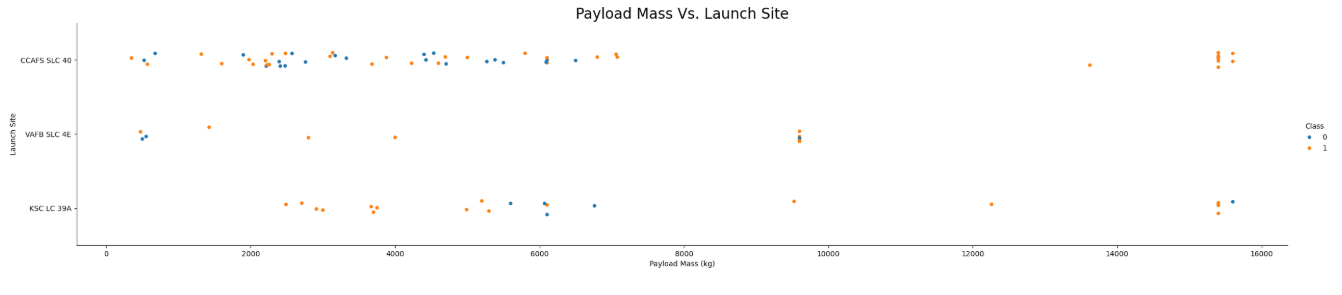 Payload Mass Vs. Launch Site
CCAFS SLC 40
VAFB SLC 4E
KSC LC 39A
Launch Site
0 2000 4000 6000 8000 10000 12000 14000 16000
Payload Mass (kg)
Class
0
1